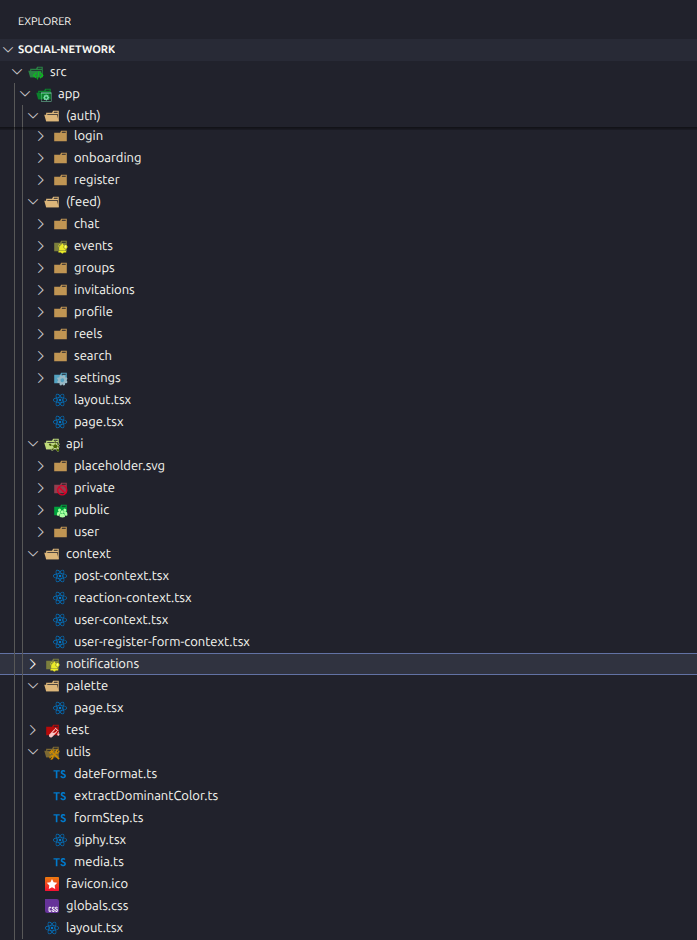 EXPLORER
SOCIAL-NETWORK
src
app
(auth)
login
onboarding
register
(feed)
chat
events
groups
invitations
profile
reels
search
settings
layout.tsx
page.tsx
api
placeholder.svg
private
public
user
context
post-context.tsx
reaction-context.tsx
user-context.tsx
user-register-form-context.tsx
notifications
palette
page.tsx
test
utils
TS dateFormat.ts
TS extractDominantColor.ts
TS formStep.ts
giphy.tsx
TS media.ts
favicon.ico
CSS globals.css
layout.tsx